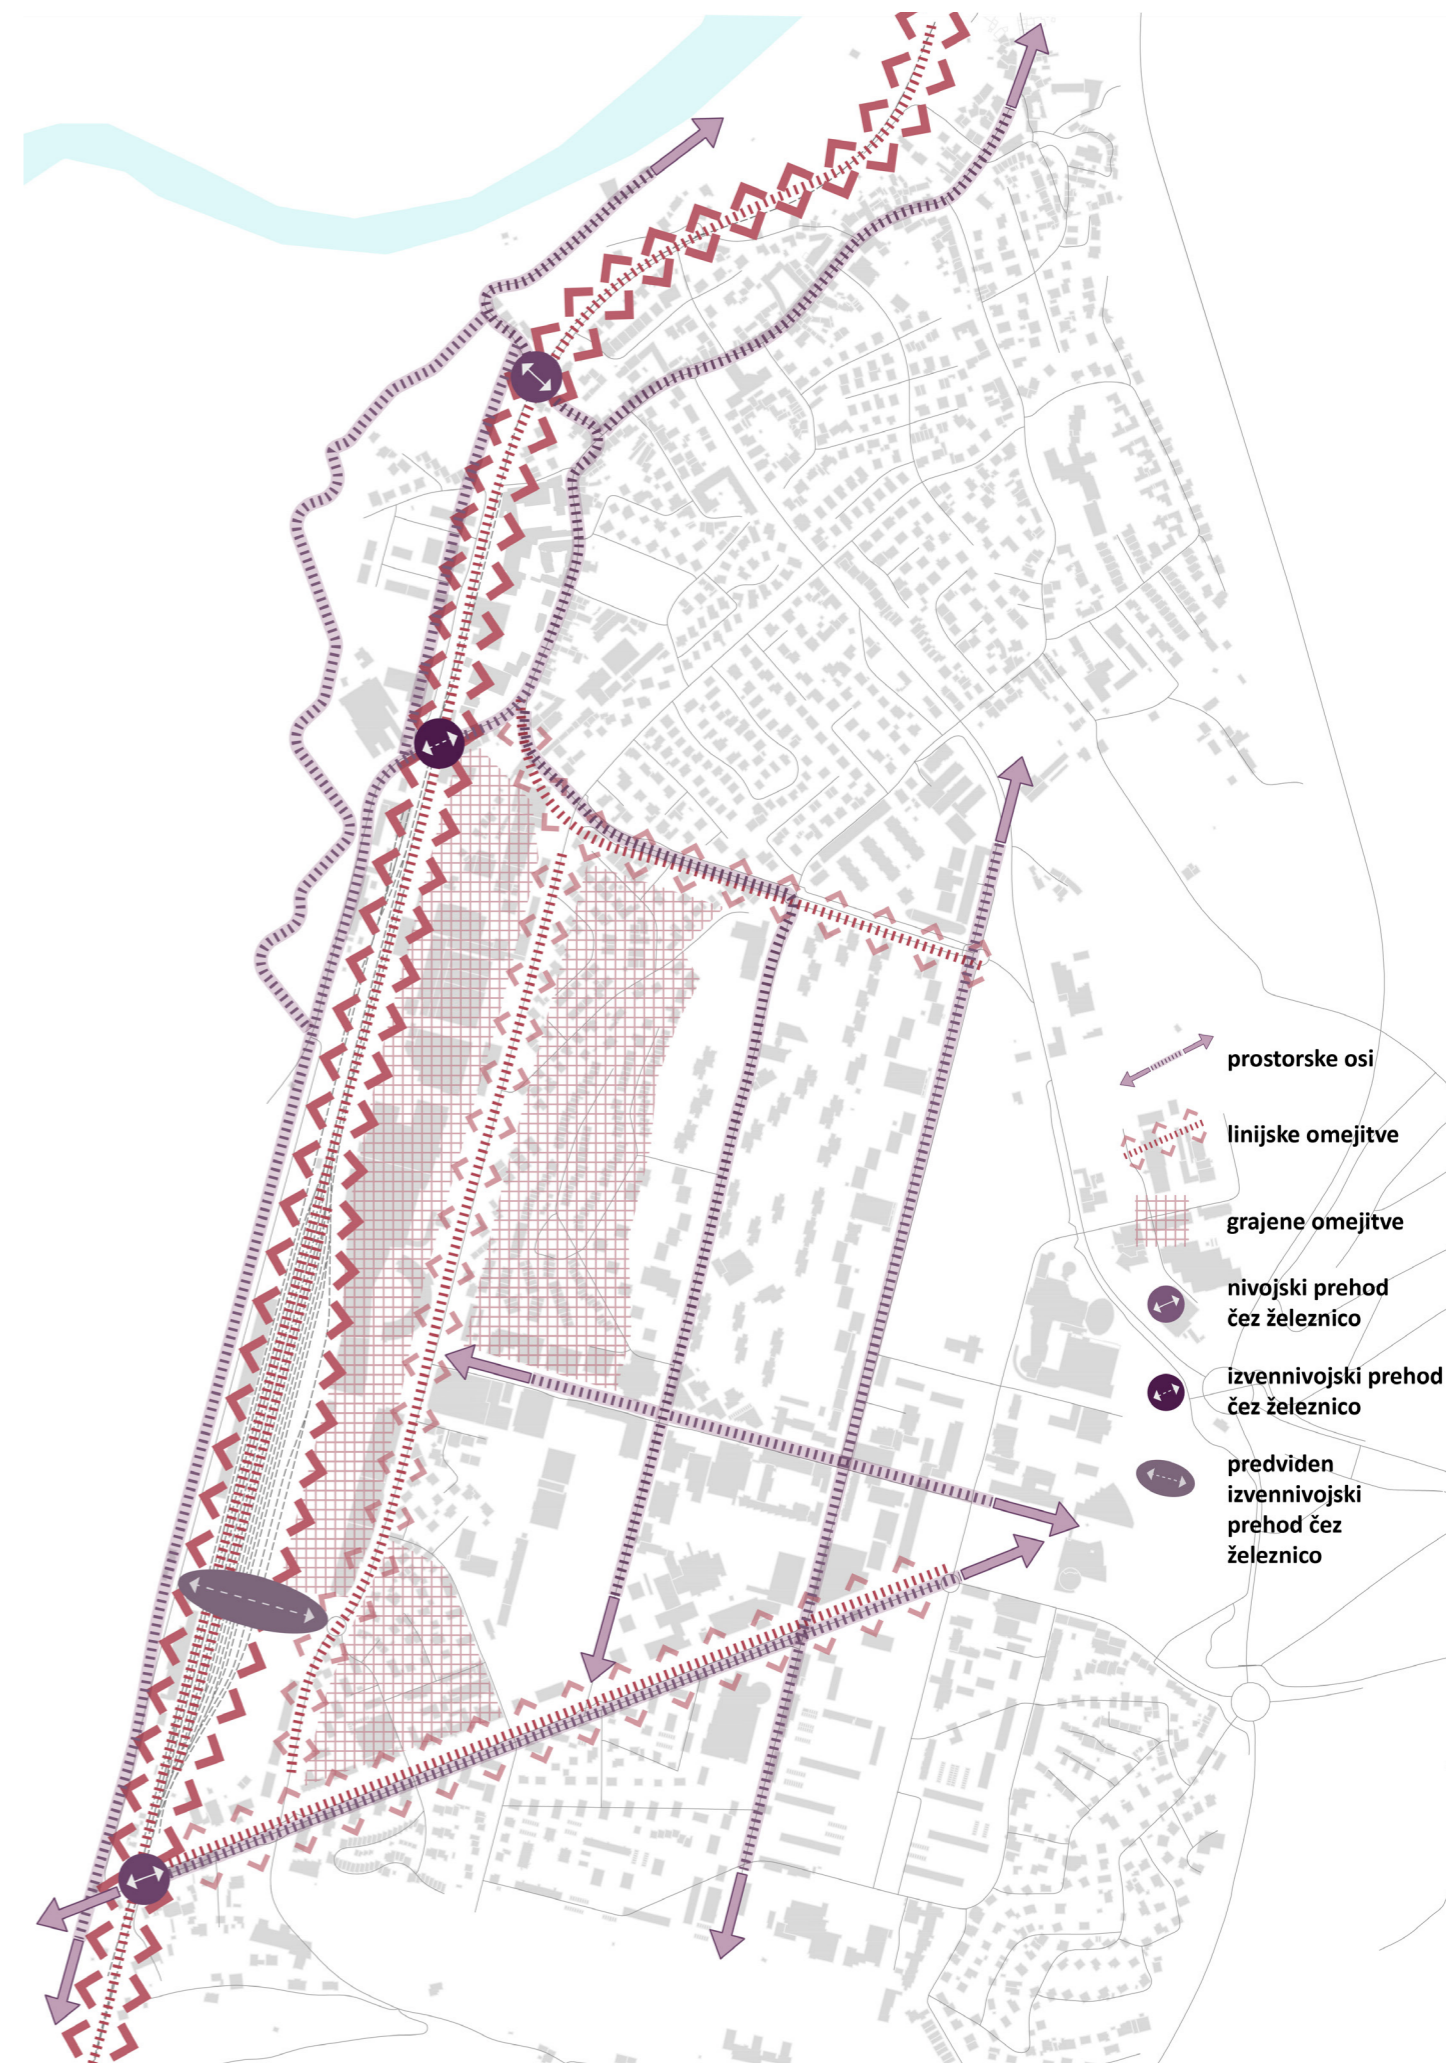 prostorske osi
linijske omejitve
grajene omejitve
nivojski prehod
čez železnico
izvennivojski prehod
čez železnico
predviden
izvennivojski
prehod čez
železnico